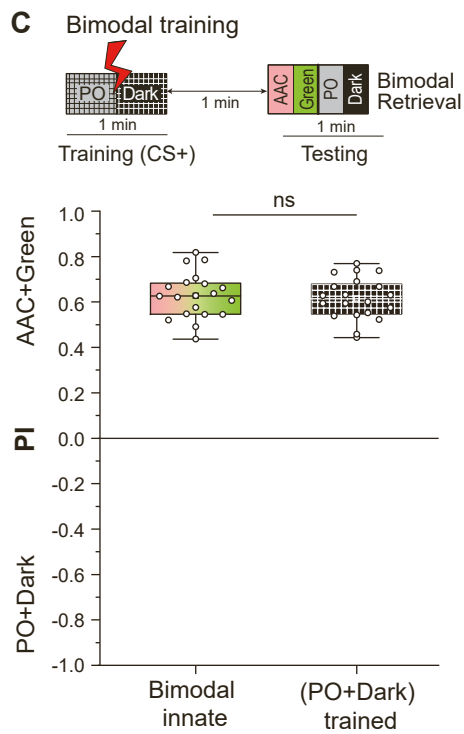 C
Bimodal training
PO Dark
1 min
Training (CS+)
1 min
AAC Green PO Dark
Bimodal
Retrieval
Testing
ns
PI
AAC+Green
PO+Dark
1.0
0.8
0.6
0.4
0.2
0.0
-0.2
-0.4
-0.6
-0.8
-1.0
Bimodal
innate
(PO+Dark)
trained